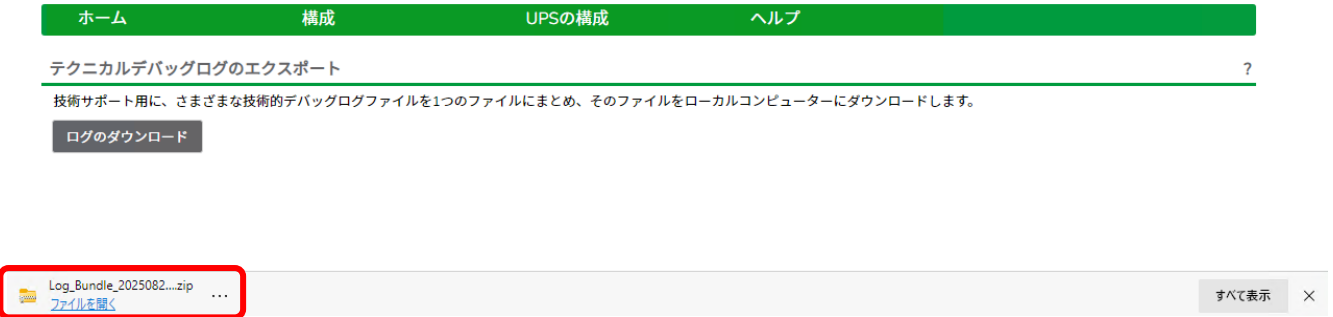 ホーム 構成 UPSの構成 ヘルプ
テクニカルデバッグログのエクスポート ?
技術サポート用に、さまざまな技術的デバッグログファイルを1つのファイルにまとめ、そのファイルをローカルコンピューターにダウンロードします。
ログのダウンロード
Log_Bundle_2025082....zip
ファイルを開く
すべて表示